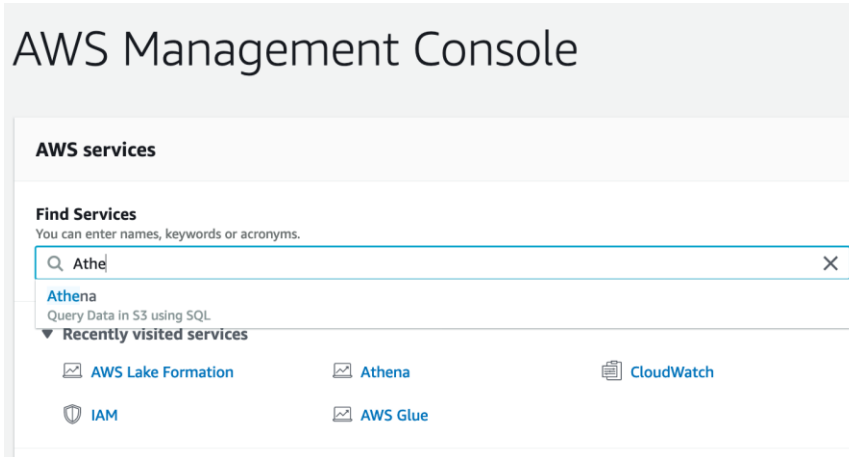 AWS Management Console
AWS services
Find Services
You can enter names, keywords or acronyms.
Athe
Athena
Query Data in S3 using SQL
Recently visited services
AWS Lake Formation
Athena
CloudWatch
IAM
AWS Glue